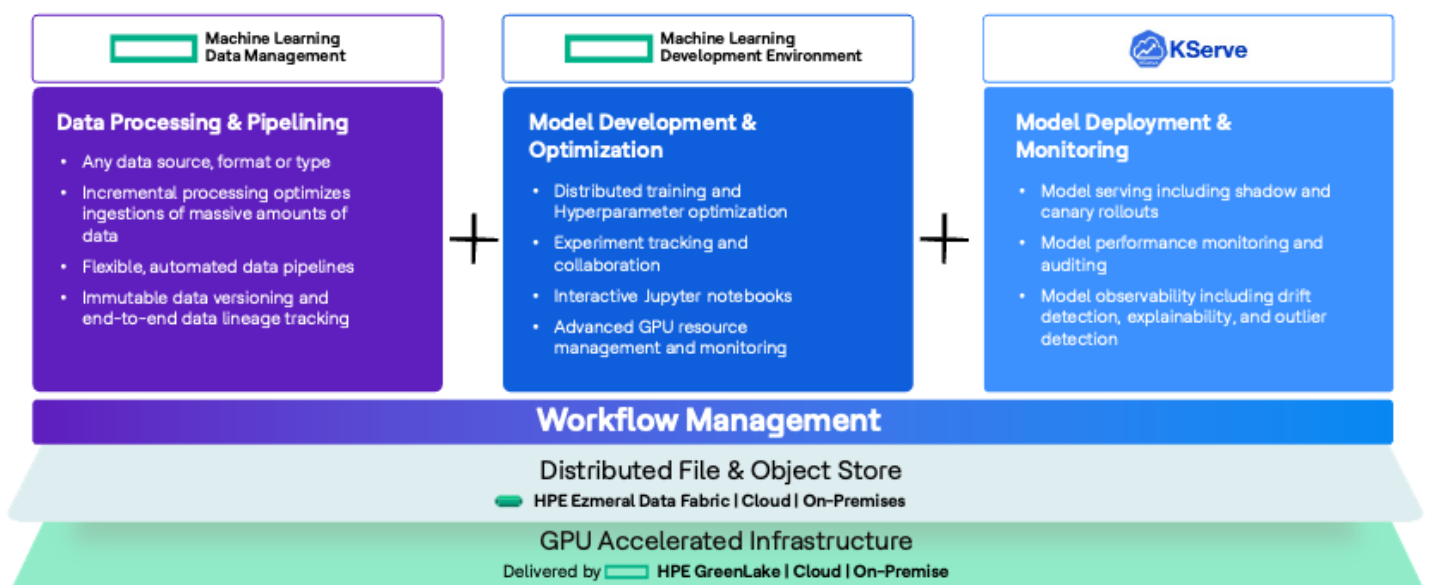 Machine Learning
Data Management
Machine Learning
Development Environment
KServe
Data Processing & Pipelining
• Any data source, format or type
• Incremental processing optimizes
ingestions of massive amounts of
data
• Flexible, automated data pipelines
• Immutable data versioning and
end-to-end data lineage tracking
Model Development &
Optimization
• Distributed training and
Hyperparameter optimization
• Experiment tracking and
collaboration
• Interactive Jupyter notebooks
• Advanced GPU resource
management and monitoring
Model Deployment &
Monitoring
• Model serving including shadow and
canary rollouts
• Model performance monitoring and
auditing
• Model observability including drift
detection, explainability, and outlier
detection
Workflow Management
Distributed File & Object Store
HPE Ezmeral Data Fabric | Cloud | On-Premises
GPU Accelerated Infrastructure
Delivered by HPE GreenLake | Cloud | On-Premise